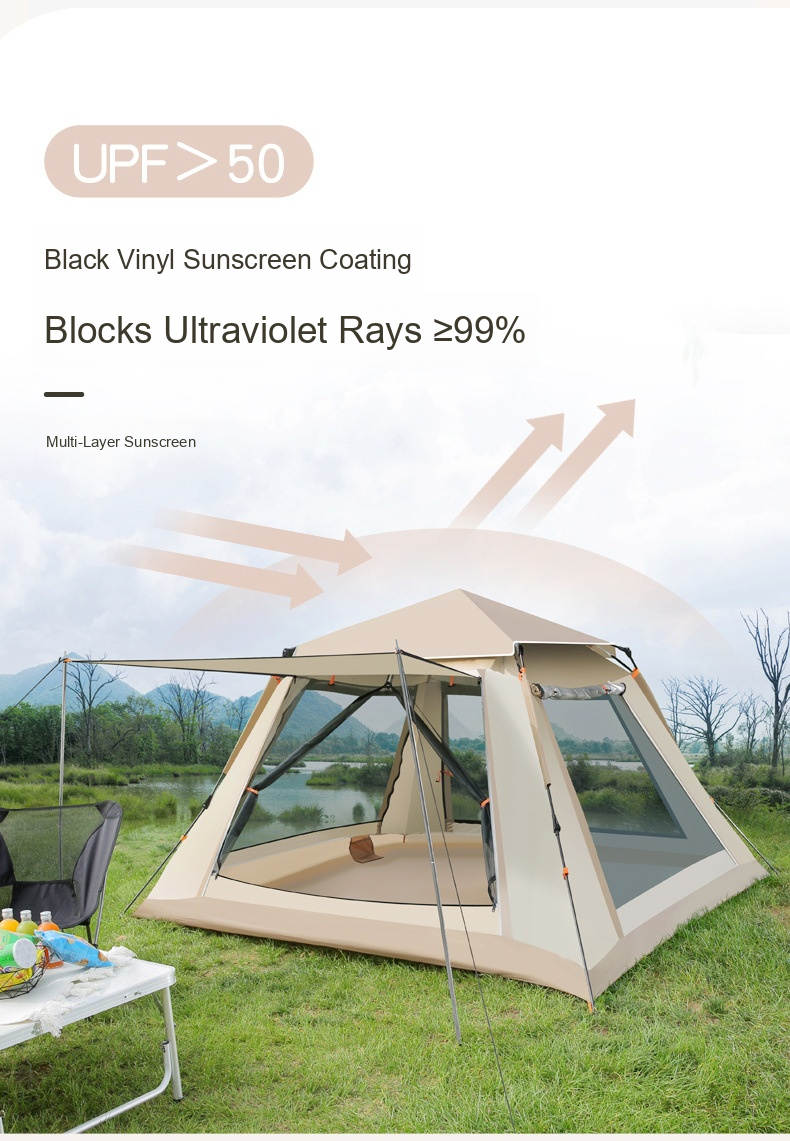 UPF>50
Black Vinyl Sunscreen Coating
Blocks Ultraviolet Rays ≥99%
Multi-Layer Sunscreen